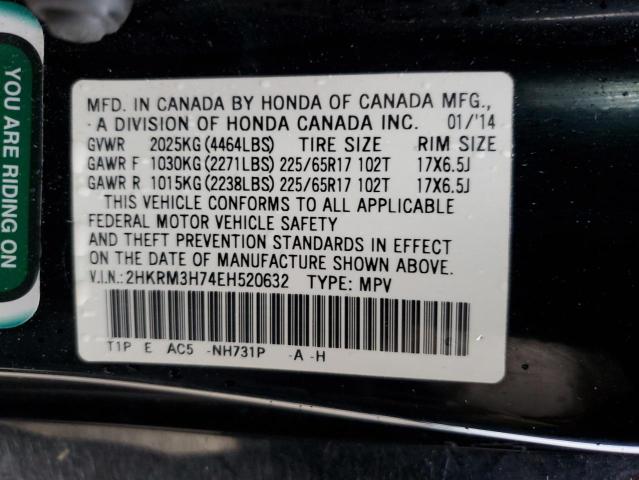 YOU ARE RIDING ON
MFD. IN CANADA BY HONDA OF CANADA MFG.,
A DIVISION OF HONDA CANADA INC. 01/'14
GVWR 2025KG (4464LBS) TIRE SIZE RIM SIZE
GAWR F 1030KG (2271LBS) 225/65R17 102T 17X6.5J
GAWR R 1015KG (2238LBS) 225/65R17 102T 17X6.5J
THIS VEHICLE CONFORMS TO ALL APPLICABLE
FEDERAL MOTOR VEHICLE SAFETY
AND THEFT PREVENTION STANDARDS IN EFFECT
ON THE DATE OF MANUFACTURE SHOWN ABOVE.
V.I.N.: 2HKRM3H74EH520632 TYPE: MPV
T1P E AC5 -NH731P -A -H